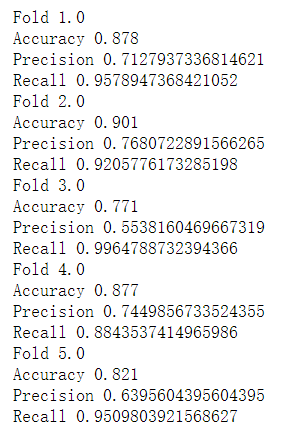 Fold 1.0
Accuracy 0.878
Precision 0.7127937336814621
Recall 0.9578947368421052
Fold 2.0
Accuracy 0.901
Precision 0.7680722891566265
Recall 0.9205776173285198
Fold 3.0
Accuracy 0.771
Precision 0.5538160469667319
Recall 0.9964788732394366
Fold 4.0
Accuracy 0.877
Precision 0.7449856733524355
Recall 0.8843537414965986
Fold 5.0
Accuracy 0.821
Precision 0.6395604395604395
Recall 0.9509803921568627